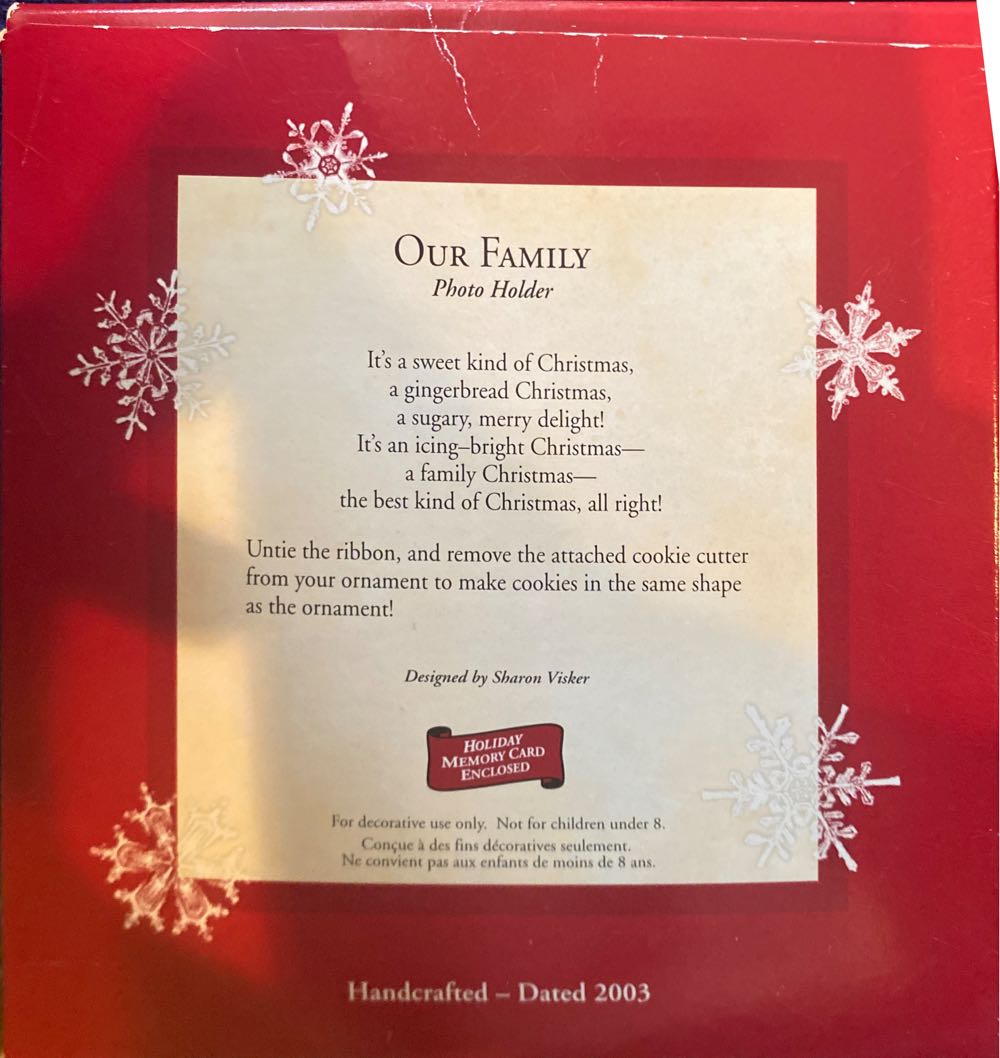 OUR FAMILY
Photo Holder
It's a sweet kind of Christmas,
a gingerbread Christmas,
a sugary, merry delight!
It's an icing–bright Christmas—
a family Christmas—
the best kind of Christmas, all right!
Untie the ribbon, and remove the attached cookie cutter
from your ornament to make cookies in the same shape
as the ornament!
Designed by Sharon Visker
HOLIDAY
MEMORY CARD
ENCLOSED
For decorative use only. Not for children under 8.
Conçue à des fins décoratives seulement.
Ne convient pas aux enfants de moins de 8 ans.
Handcrafted – Dated 2003